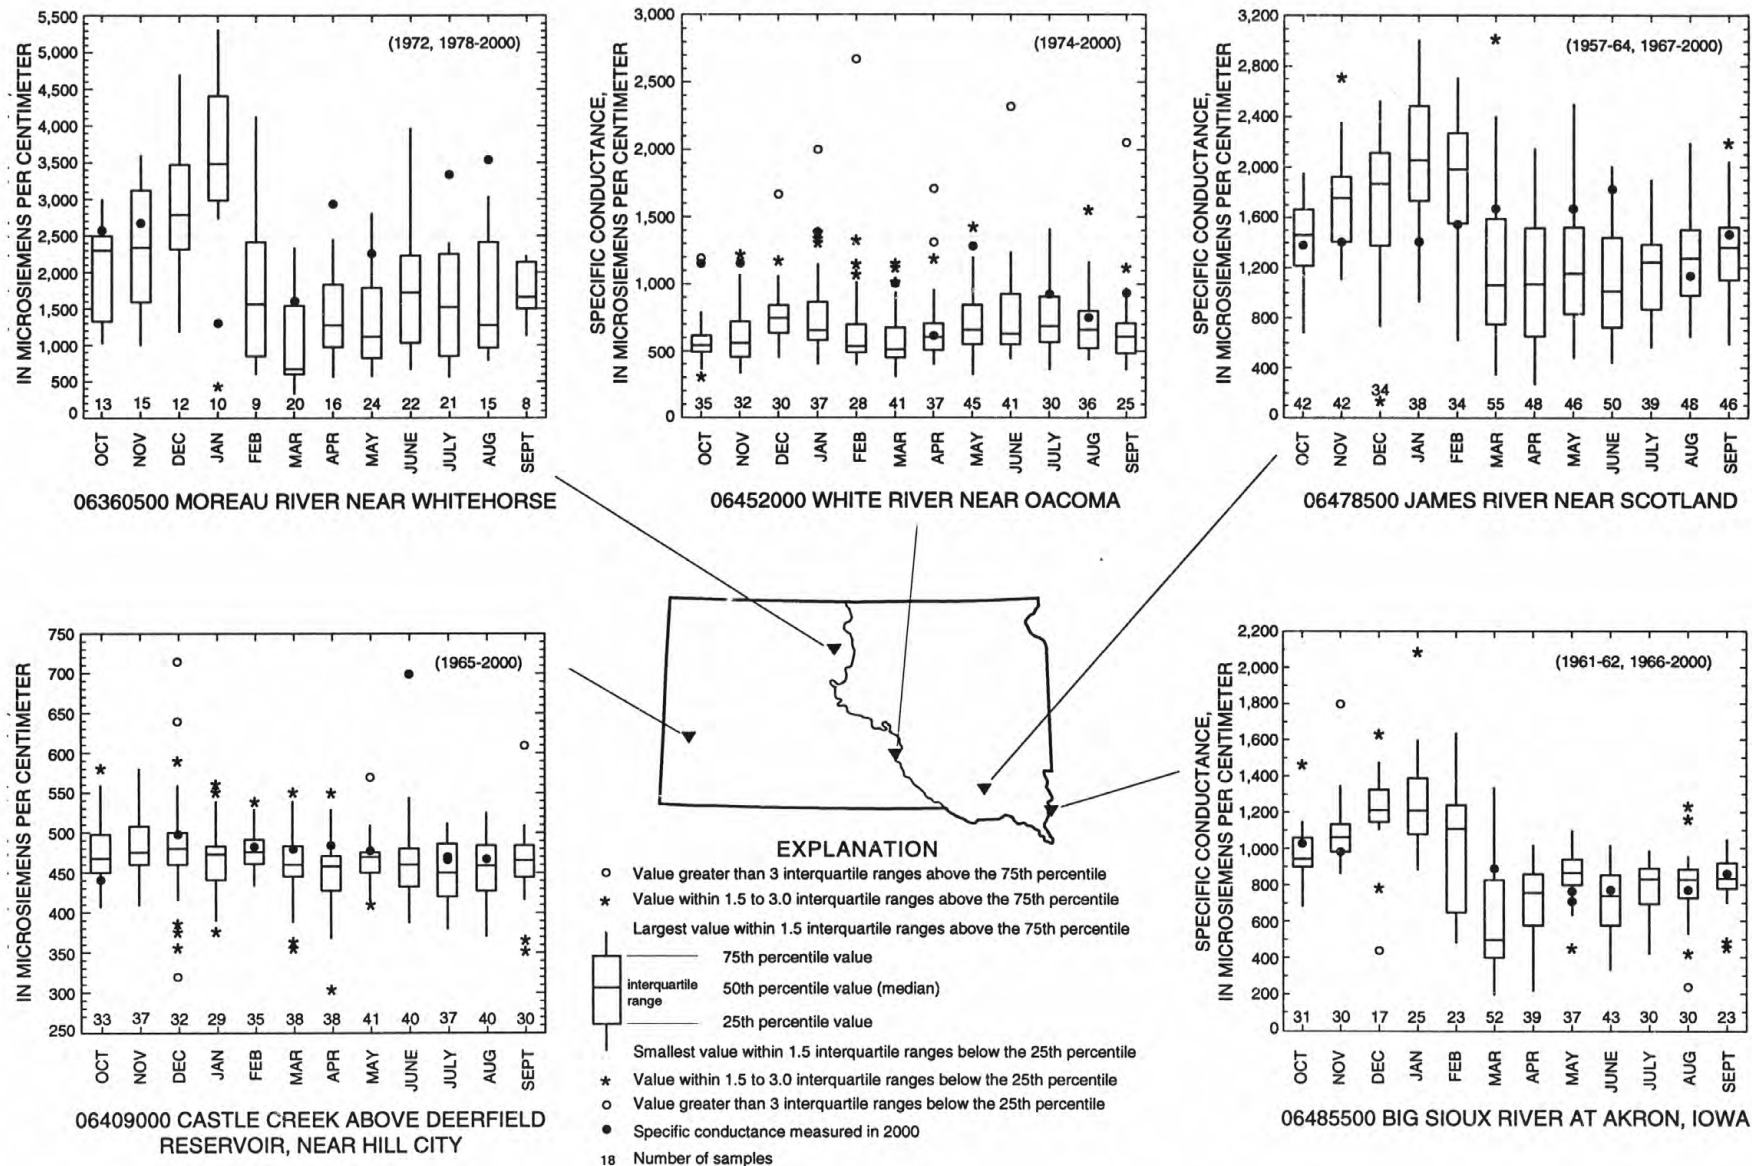 5,500
5,000
4,500
4,000
3,500
3,000
2,500
2,000
1,500
1,000
500
0
IN MICROSIEMENS PER CENTIMETER
(1972, 1978-2000)
13 15 12 10 9 20 16 24 22 21 15 8
OCT NOV DEC JAN FEB MAR APR MAY JUNE JULY AUG SEPT
06360500 MOREAU RIVER NEAR WHITEHORSE
3,000
2,500
2,000
1,500
1,000
500
0
SPECIFIC CONDUCTANCE,
IN MICROSIEMENS PER CENTIMETER
(1974-2000)
35 32 30 37 28 41 37 45 41 30 36 25
OCT NOV DEC JAN FEB MAR APR MAY JUNE JULY AUG SEPT
06452000 WHITE RIVER NEAR OACOMA
3,200
2,800
2,400
2,000
1,600
1,200
800
400
0
SPECIFIC CONDUCTANCE,
IN MICROSIEMENS PER CENTIMETER
(1957-64, 1967-2000)
42 42 34 38 34 55 48 46 50 39 48 46
OCT NOV DEC JAN FEB MAR APR MAY JUNE JULY AUG SEPT
06478500 JAMES RIVER NEAR SCOTLAND
750
700
650
600
550
500
450
400
350
300
250
IN MICROSIEMENS PER CENTIMETER
(1965-2000)
33 37 32 29 35 38 38 41 40 37 40 30
OCT NOV DEC JAN FEB MAR APR MAY JUNE JULY AUG SEPT
06409000 CASTLE CREEK ABOVE DEERFIELD
RESERVOIR, NEAR HILL CITY
EXPLANATION
Value greater than 3 interquartile ranges above the 75th percentile
Value within 1.5 to 3.0 interquartile ranges above the 75th percentile
Largest value within 1.5 interquartile ranges above the 75th percentile
75th percentile value
interquartile
range
50th percentile value (median)
25th percentile value
Smallest value within 1.5 interquartile ranges below the 25th percentile
Value within 1.5 to 3.0 interquartile ranges below the 25th percentile
Value greater than 3 interquartile ranges below the 25th percentile
Specific conductance measured in 2000
18 Number of samples
2,200
2,000
1,800
1,600
1,400
1,200
1,000
800
600
400
200
0
SPECIFIC CONDUCTANCE,
IN MICROSIEMENS PER CENTIMETER
(1961-62, 1966-2000)
31 30 17 25 23 52 39 37 43 30 30 23
OCT NOV DEC JAN FEB MAR APR MAY JUNE JULY AUG SEPT
06485500 BIG SIOUX RIVER AT AKRON, IOWA